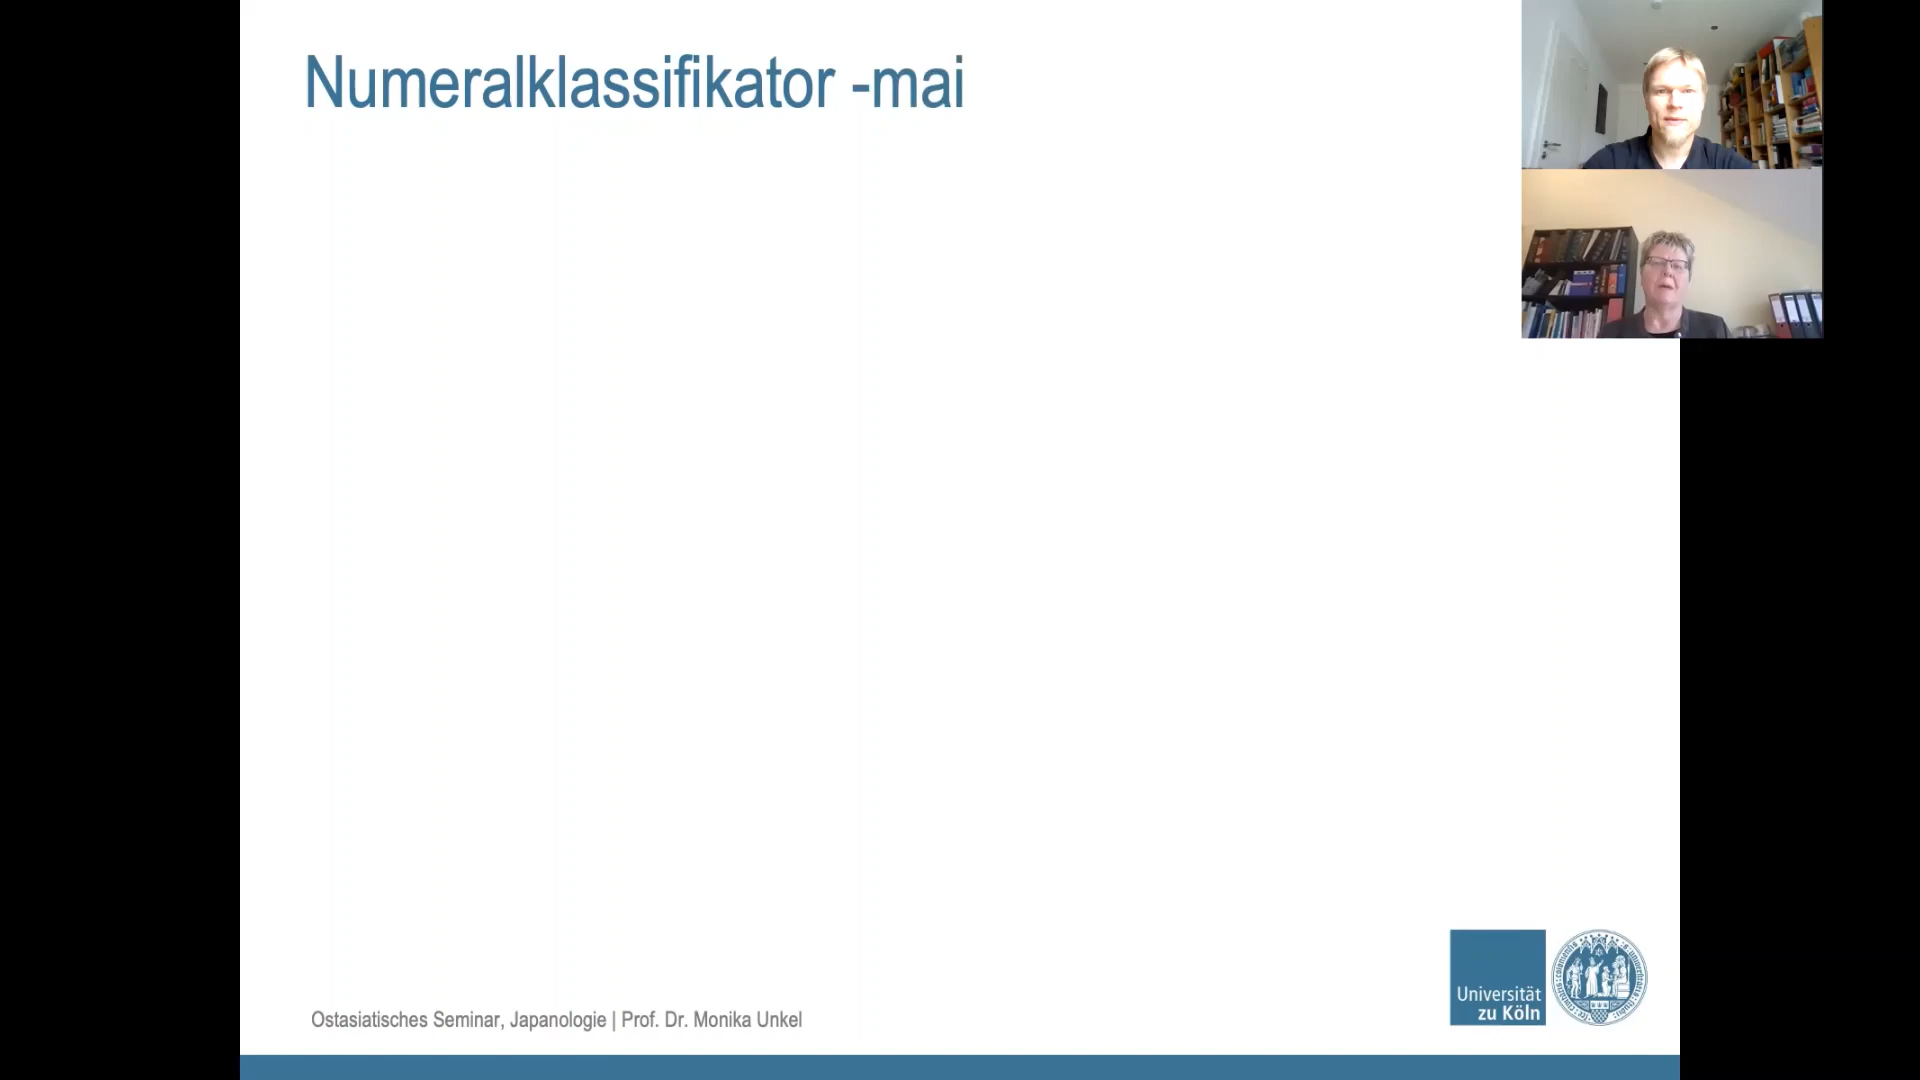 Numeralklassifikator -mai
Ostasiatisches Seminar, Japanologie | Prof. Dr. Monika Unkel
Universität
zu Köln